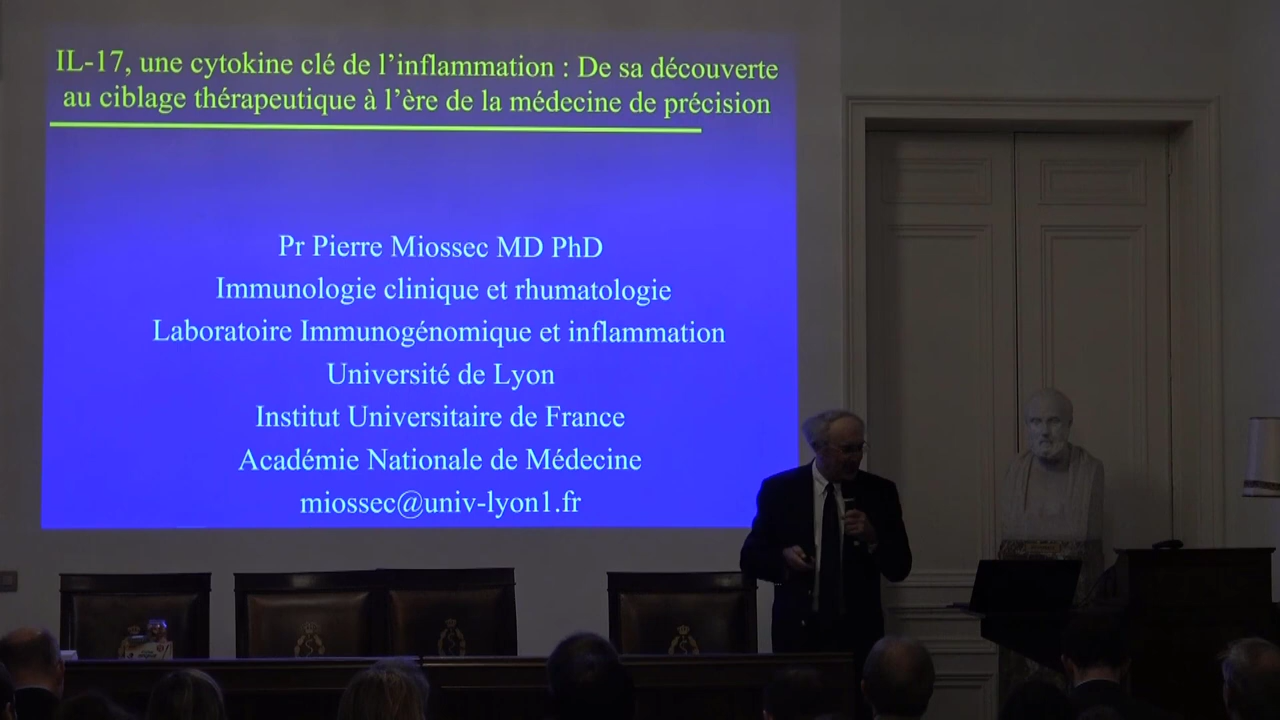 IL-17, une cytokine clé de l’inflammation : De sa découverte
au ciblage thérapeutique à l’ère de la médecine de précision
Pr Pierre Miossec MD PhD
Immunologie clinique et rhumatologie
Laboratoire Immunogénomique et inflammation
Université de Lyon
Institut Universitaire de France
Académie Nationale de Médecine
miossec@univ-lyon1.fr